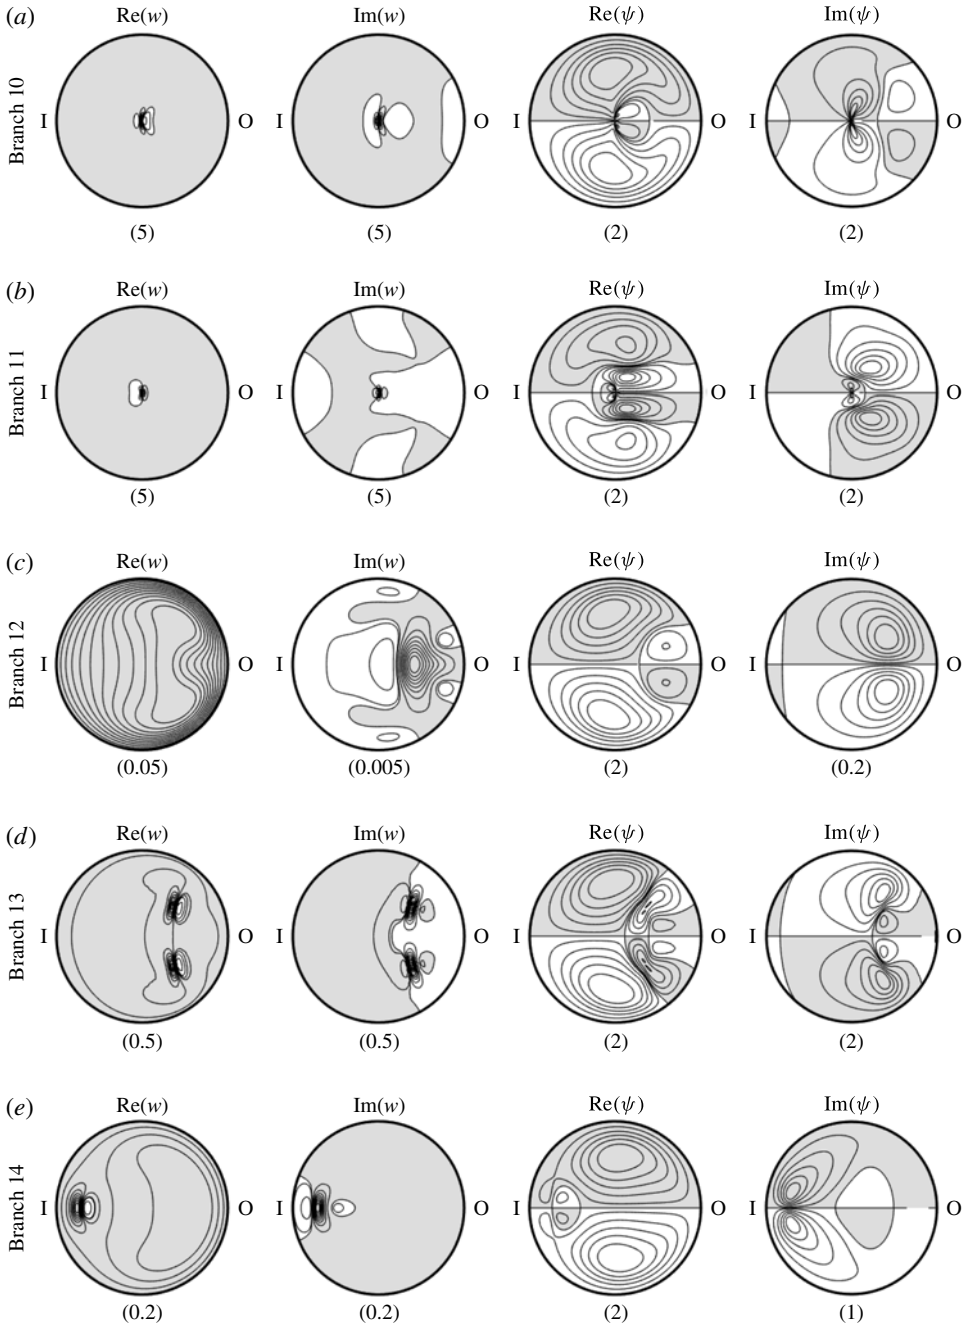 (a) Re(w) Im(w) Re(ψ) Im(ψ)
Branch 10
I O I O I O I O
(5) (5) (2) (2)
(b) Re(w) Im(w) Re(ψ) Im(ψ)
Branch 11
I O I O I O I O
(5) (5) (2) (2)
(c) Re(w) Im(w) Re(ψ) Im(ψ)
Branch 12
I O I O I O I O
(0.05) (0.005) (2) (0.2)
(d) Re(w) Im(w) Re(ψ) Im(ψ)
Branch 13
I O I O I O I O
(0.5) (0.5) (2) (2)
(e) Re(w) Im(w) Re(ψ) Im(ψ)
Branch 14
I O I O I O I O
(0.2) (0.2) (2) (1)